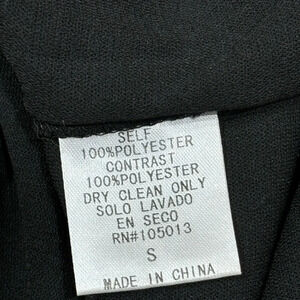 SELF
100%POLYESTER
CONTRAST
100%POLYESTER
DRY CLEAN ONLY
SOLO LAVADO
EN SECO
RN#105013
S
MADE IN CHINA